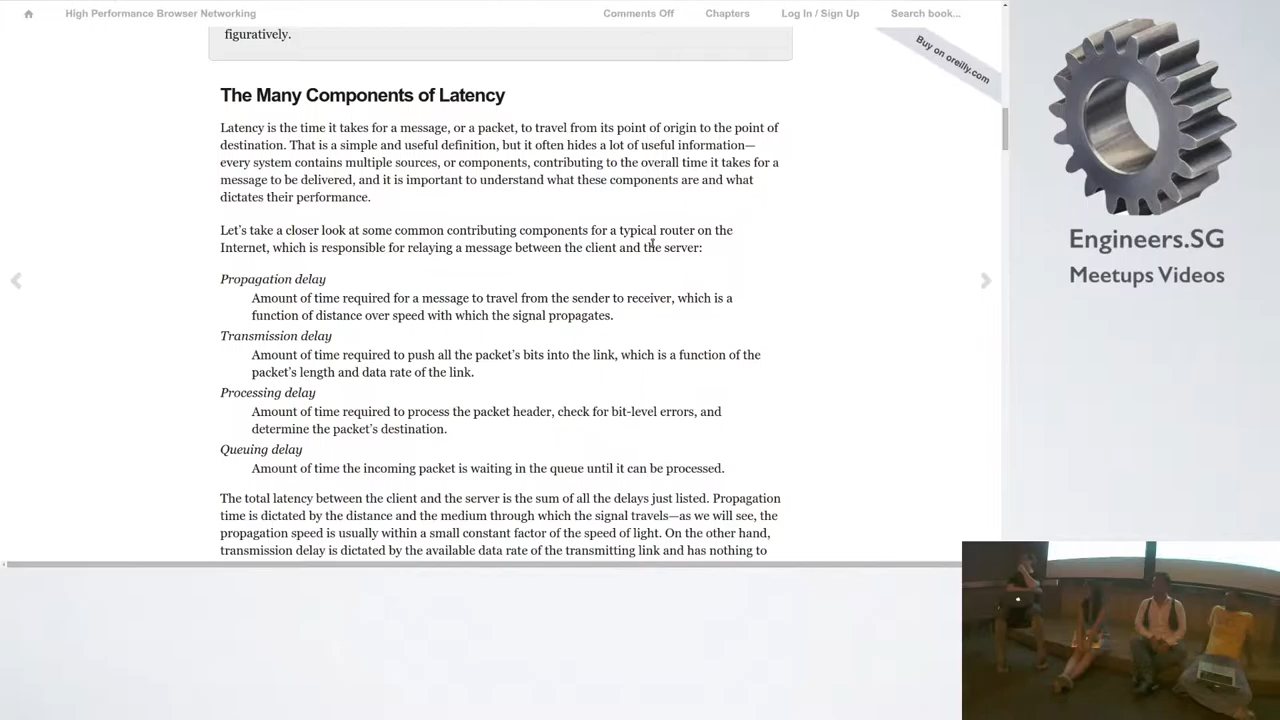 High Performance Browser Networking
Comments Off
Chapters
Log In / Sign Up
Search book...
figuratively.
Buy on oreilly.com
The Many Components of Latency
Latency is the time it takes for a message, or a packet, to travel from its point of origin to the point of
destination. That is a simple and useful definition, but it often hides a lot of useful information—
every system contains multiple sources, or components, contributing to the overall time it takes for a
message to be delivered, and it is important to understand what these components are and what
dictates their performance.
Let's take a closer look at some common contributing components for a typical router on the
Internet, which is responsible for relaying a message between the client and the server:
Propagation delay
Amount of time required for a message to travel from the sender to receiver, which is a
function of distance over speed with which the signal propagates.
Transmission delay
Amount of time required to push all the packet's bits into the link, which is a function of the
packet's length and data rate of the link.
Processing delay
Amount of time required to process the packet header, check for bit-level errors, and
determine the packet's destination.
Queuing delay
Amount of time the incoming packet is waiting in the queue until it can be processed.
The total latency between the client and the server is the sum of all the delays just listed. Propagation
time is dictated by the distance and the medium through which the signal travels—as we will see, the
propagation speed is usually within a small constant factor of the speed of light. On the other hand,
transmission delay is dictated by the available data rate of the transmitting link and has nothing to
Engineers.SG
Meetups Videos